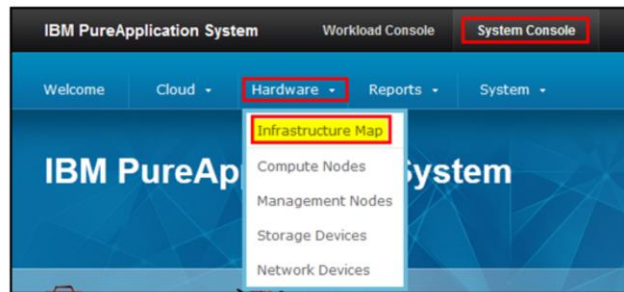 IBM PureApplication System Workload Console System Console
Welcome Cloud Hardware Reports System
Infrastructure Map
Compute Nodes
IBM PureAp ystem
Management Nodes
Storage Devices
Network Devices